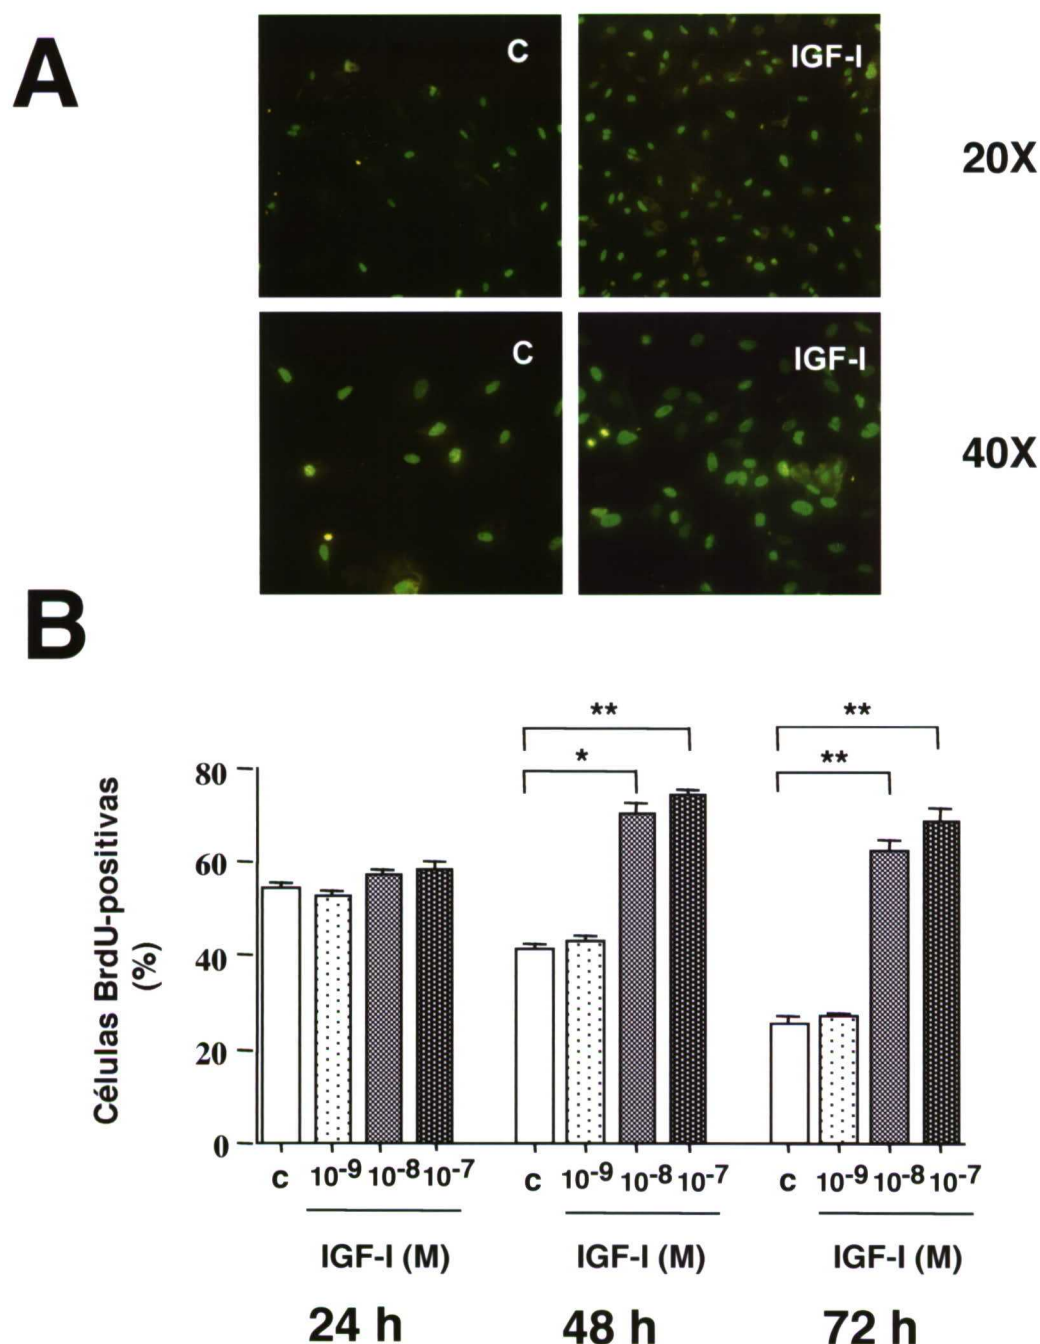 A
C
IGF-I
20X
C
IGF-I
40X
B
** **
* **
80
60
40
20
0
Células BrdU-positivas
(%)
c 10-9 10-8 10-7 c 10-9 10-8 10-7 c 10-9 10-8 10-7
IGF-I (M) IGF-I (M) IGF-I (M)
24 h 48 h 72 h